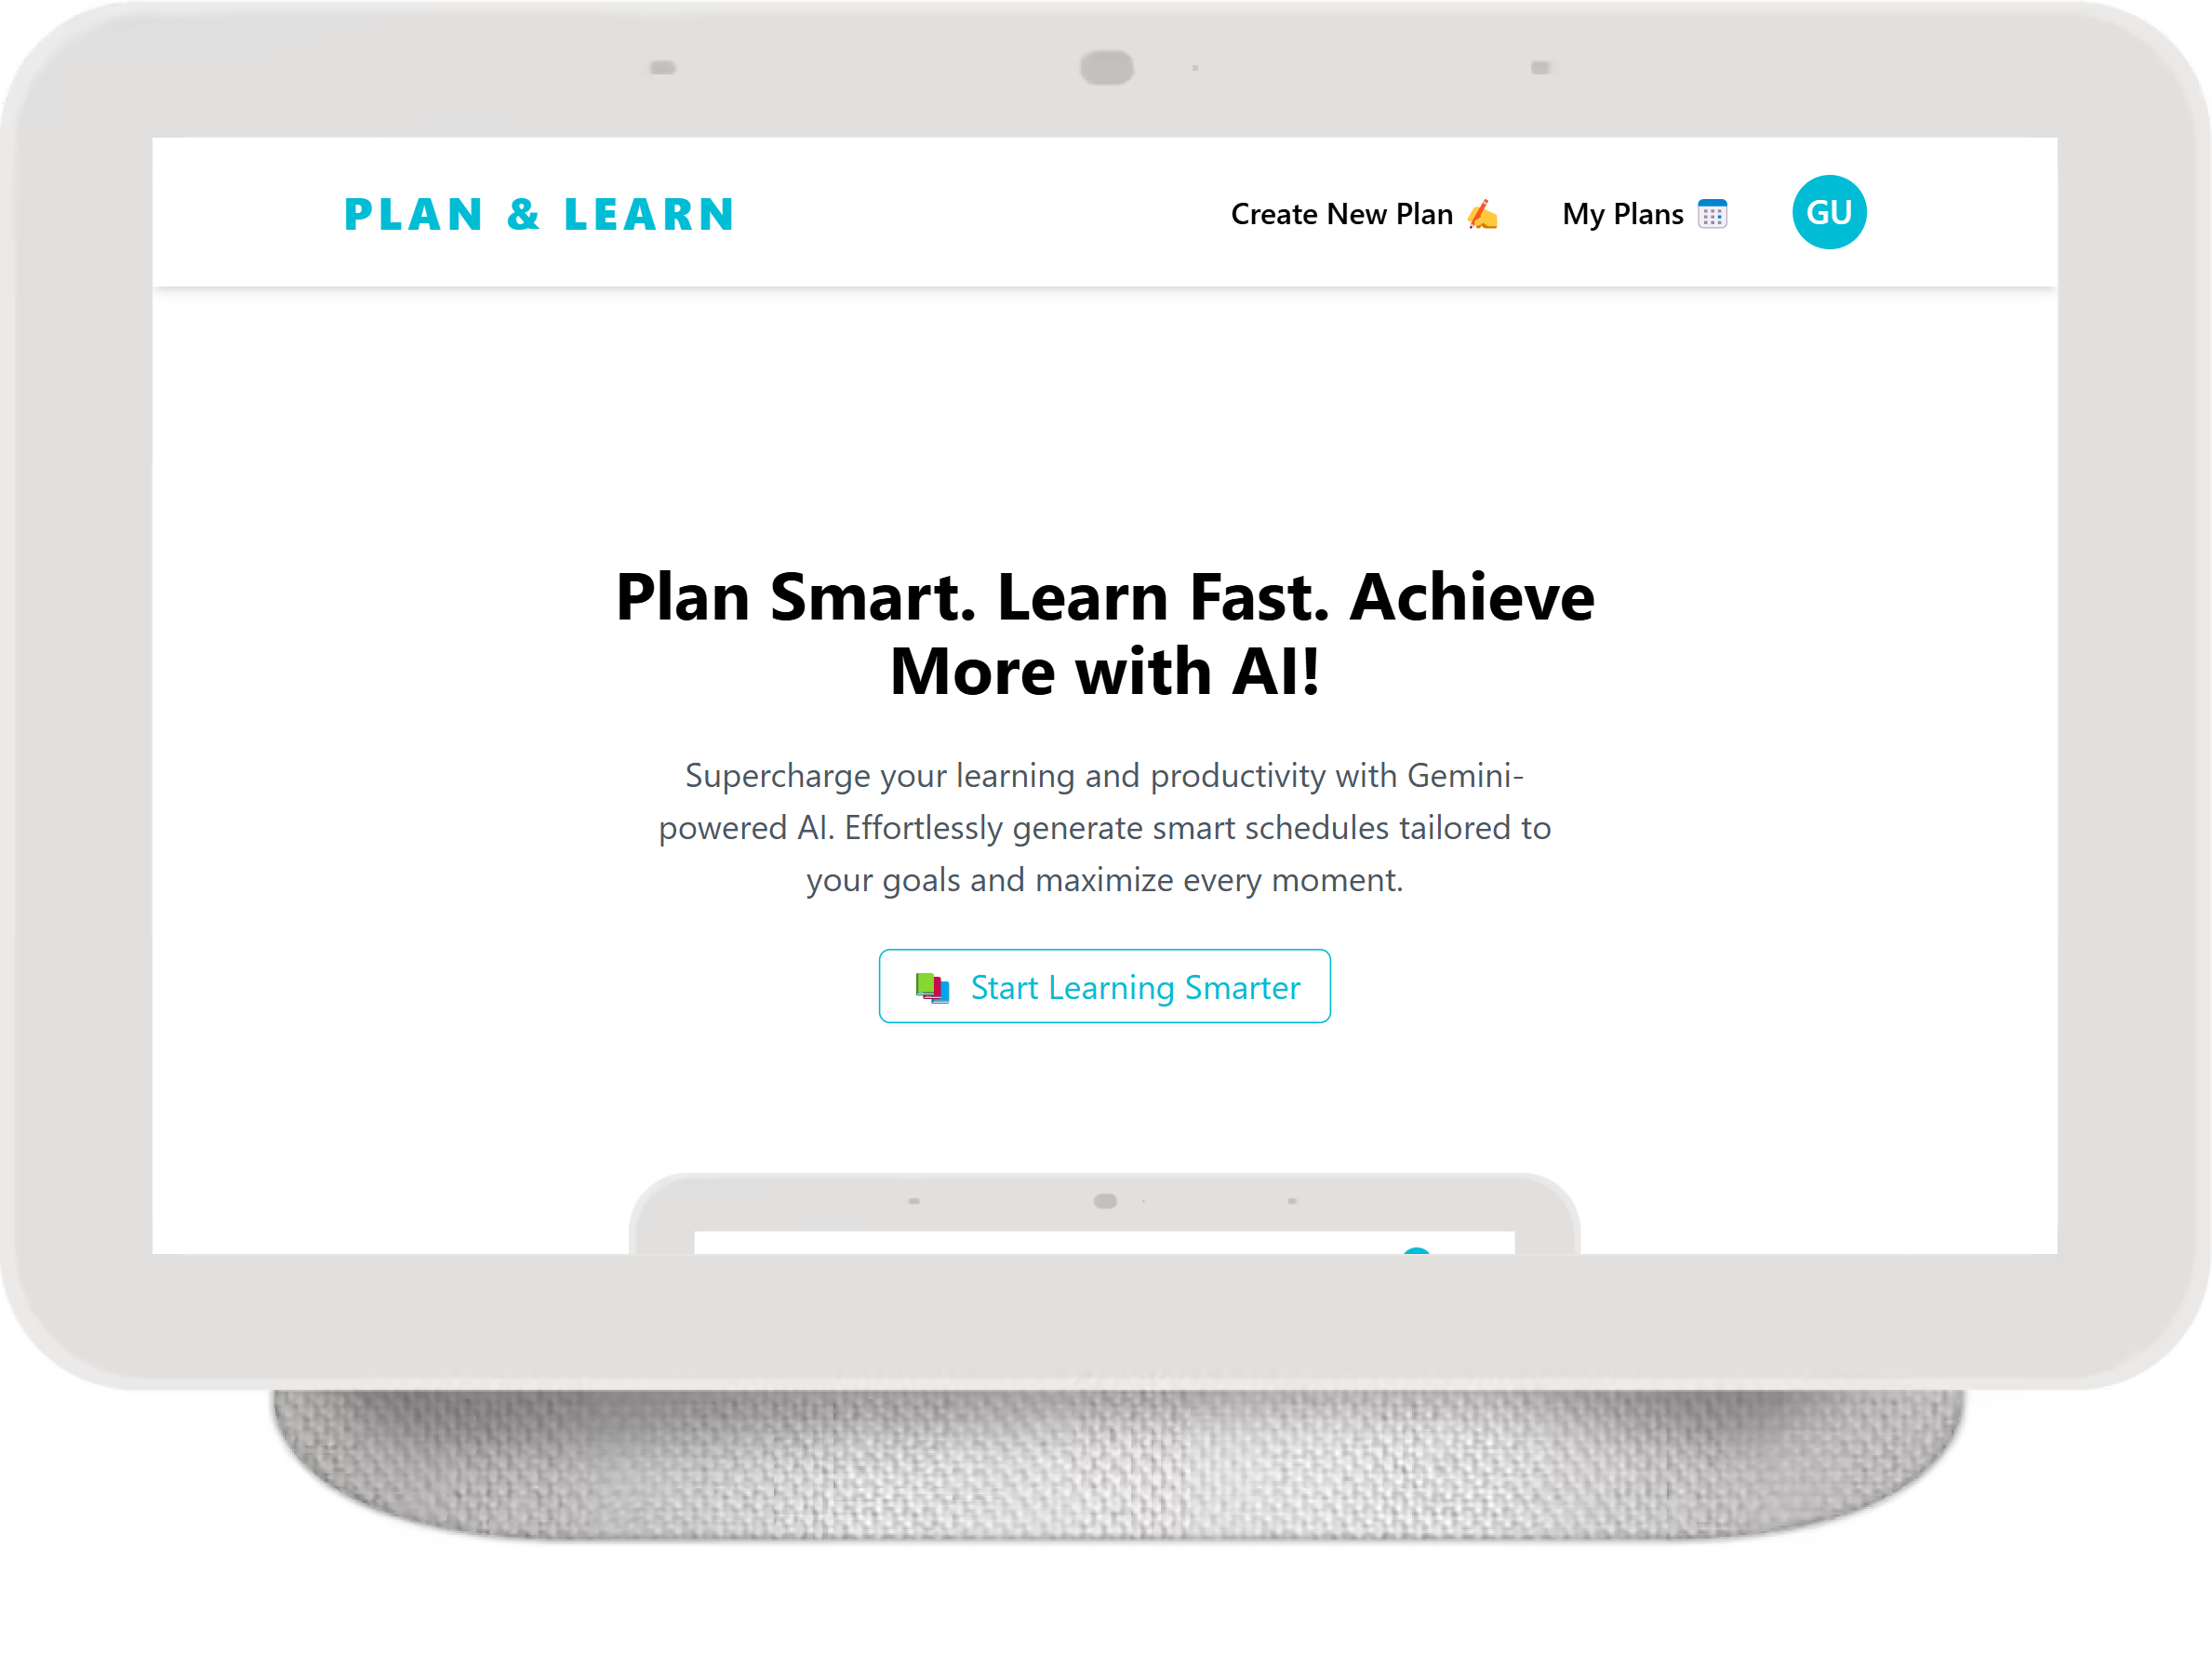 PLAN & LEARN
Create New Plan ✍️
My Plans 🗓️
GU
Plan Smart. Learn Fast. Achieve
More with AI!
Supercharge your learning and productivity with Gemini-
powered AI. Effortlessly generate smart schedules tailored to
your goals and maximize every moment.
📚 Start Learning Smarter